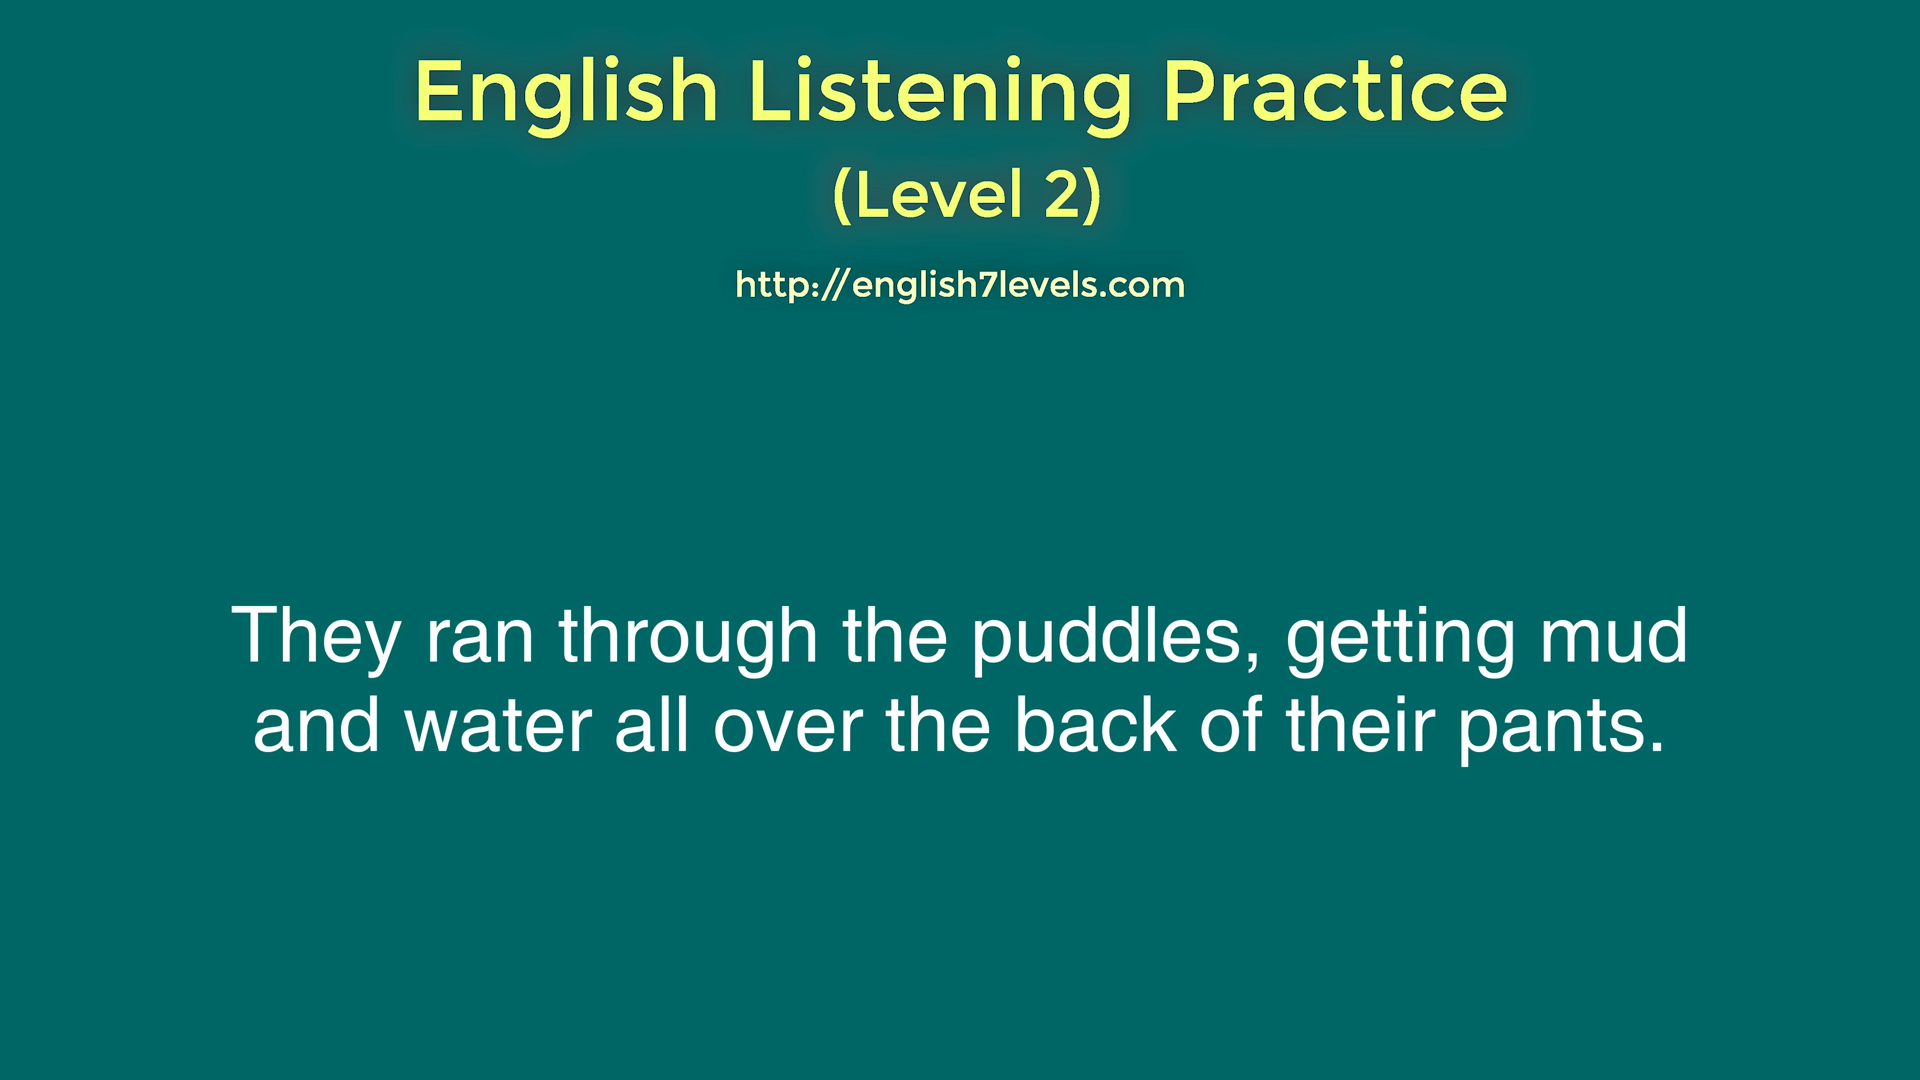 English Listening Practice
(Level 2)
http://english7levels.com
They ran through the puddles, getting mud
and water all over the back of their pants.